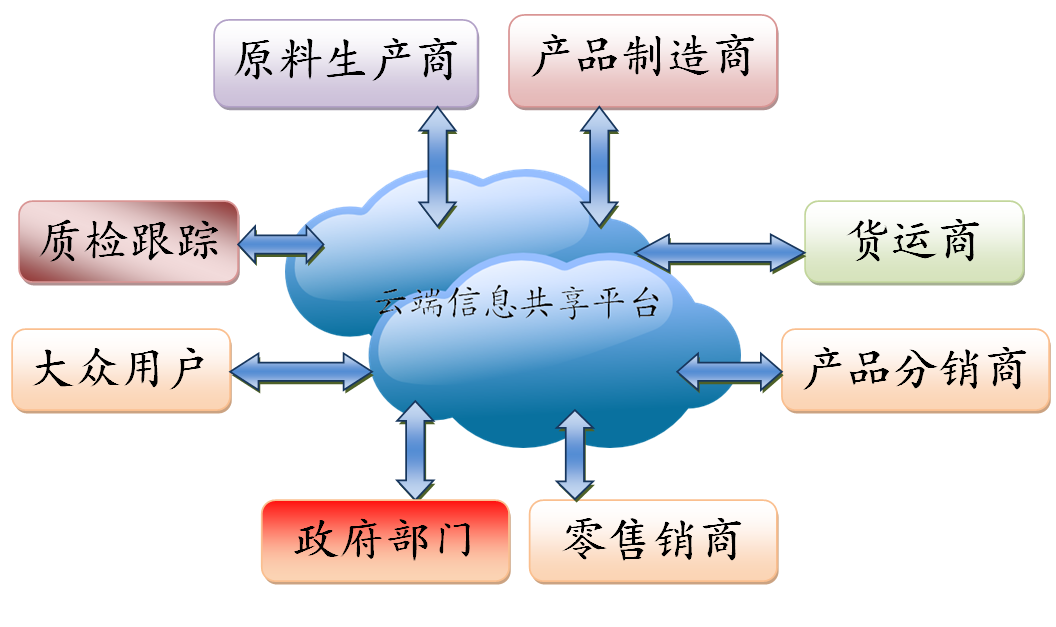 原料生产商
产品制造商
质检跟踪
货运商
云端信息共享平台
大众用户
产品分销商
政府部门
零售销商